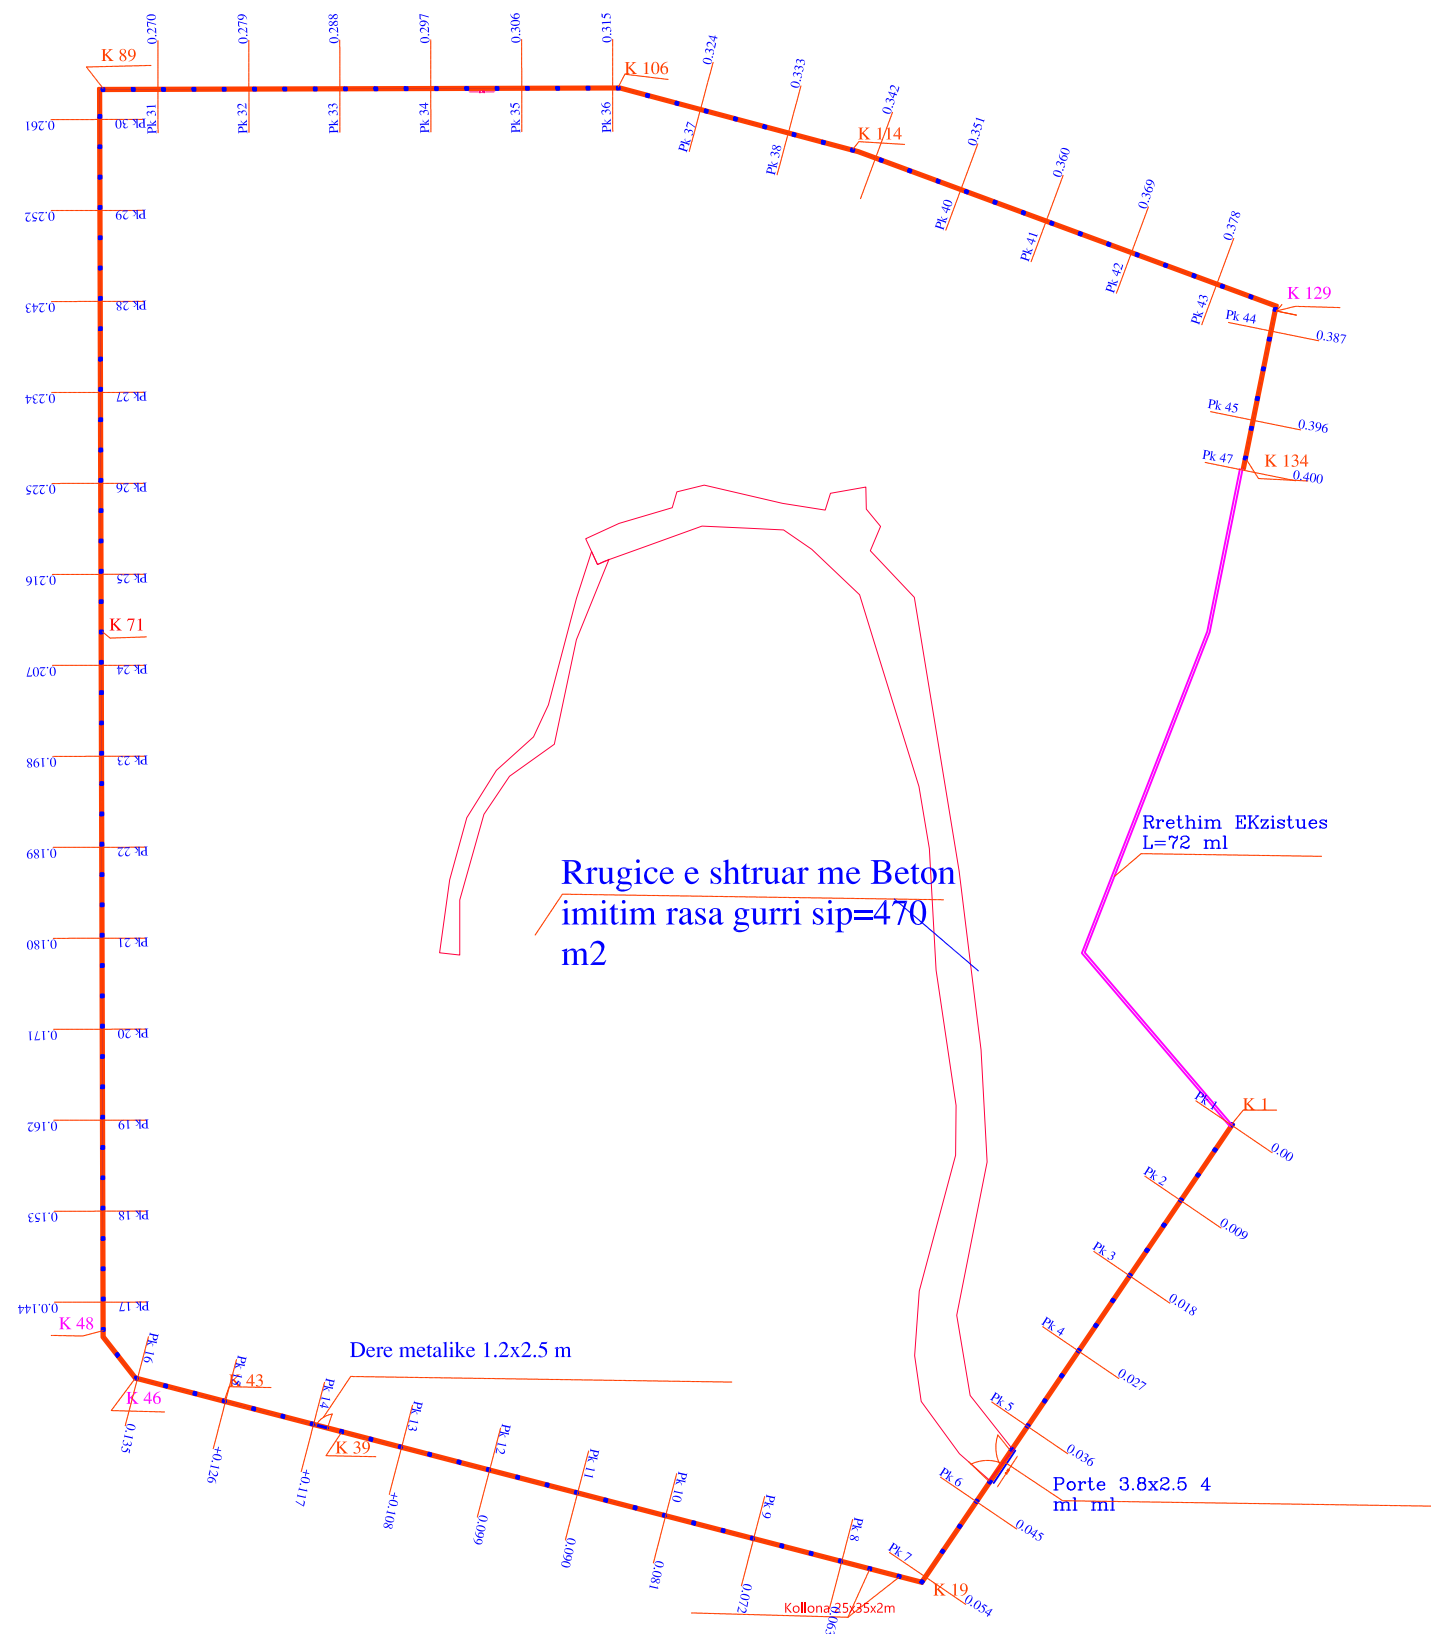 0.270
0.279
0.288
0.297
0.306
0.315
0.324
0.333
0.342
0.351
0.360
0.369
0.378
K 89
K 106
K 114
K 129
Pk 31
Pk 32
Pk 33
Pk 34
Pk 35
Pk 36
Pk 37
Pk 38
Pk 40
Pk 41
Pk 42
Pk 43
Pk 44
0.387
Pk 45
0.396
Pk 47
K 134
0.400
0.261
Pk 30
0.252
Pk 29
0.243
Pk 28
0.234
Pk 27
0.225
Pk 26
0.216
Pk 25
K 71
0.207
Pk 24
0.198
Pk 23
0.189
Pk 22
0.180
Pk 21
0.171
Pk 20
0.162
Pk 19
0.153
Pk 18
0.0.144
Pk 17
Rrethim EKzistues
L=72 ml
Rrugice e shtruar me Beton
imitim rasa gurri sip=470
m2
Pk 1
K 1
0.00
Pk 2
0.009
Pk 3
0.018
Pk 4
0.027
Pk 5
0.036
Pk 6
0.045
Pk 7
0.054
K 48
K 46
K 39
K 19
Dere metalike 1.2x2.5 m
Pk 16
0.135
Pk 15
+0.126
Pk 14
+0.117
Pk 13
+0.108
Pk 12
0.099
Pk 11
0.090
Pk 10
0.081
Pk 9
0.072
Pk 8
0.063
Porte 3.8x2.5 4
ml ml
Kollona 25x35x2m